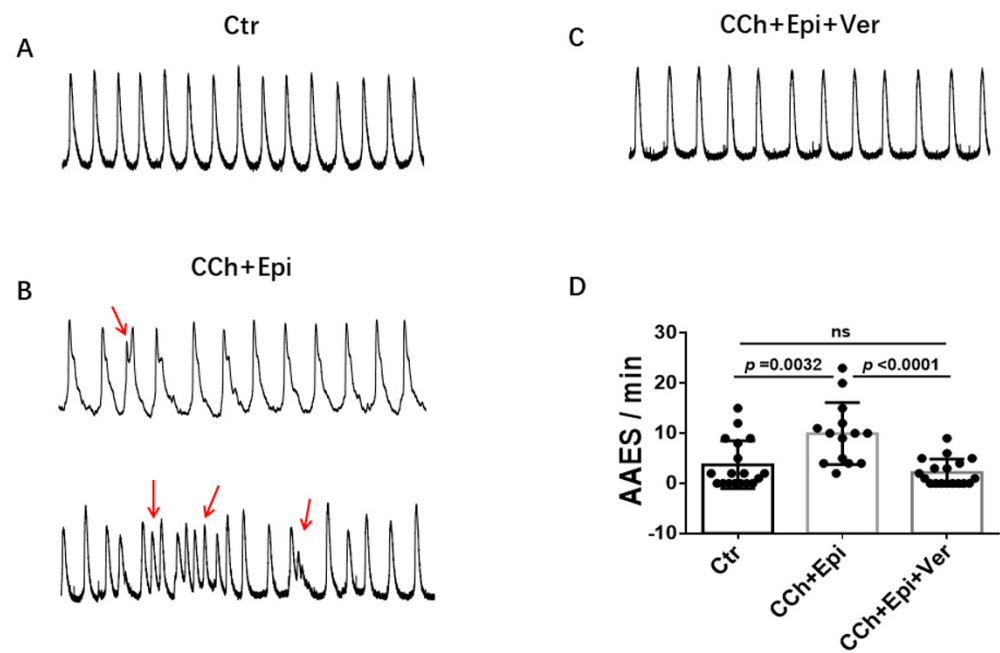 A
Ctr
C
CCh+Epi+Ver
B
CCh+Epi
D
AAES / min
30
20
10
0
-10
ns
p =0.0032
p <0.0001
Ctr
CCh+Epi
CCh+Epi+Ver